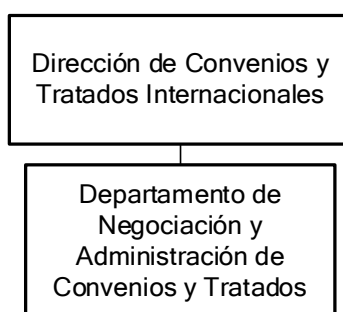 Dirección de Convenios y
Tratados Internacionales
Departamento de
Negociación y
Administración de
Convenios y Tratados